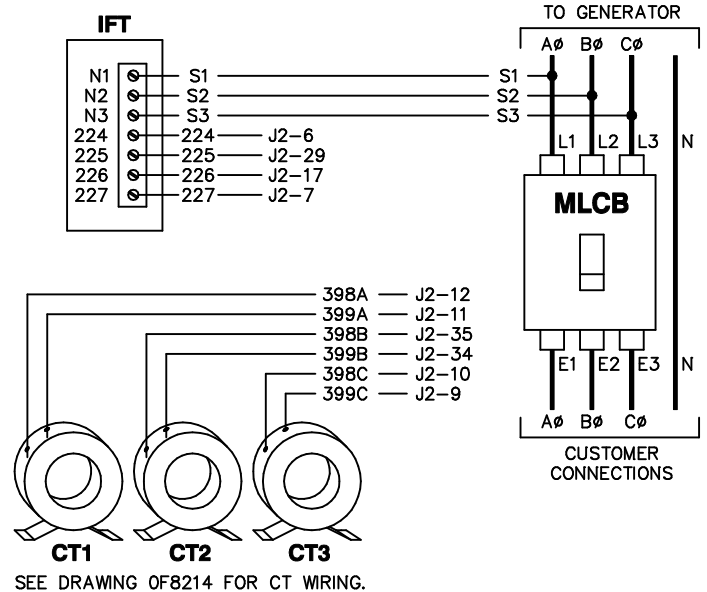 IFT
N1 S1
N2 S2
N3 S3
224 224 J2-6
225 225 J2-29
226 226 J2-17
227 227 J2-7
TO GENERATOR
AØ BØ CØ
S1
S2
S3
L1 L2 L3 N
MLCB
E1 E2 E3 N
AØ BØ CØ
CUSTOMER
CONNECTIONS
398A J2-12
399A J2-11
398B J2-35
399B J2-34
398C J2-10
399C J2-9
CT1 CT2 CT3
SEE DRAWING 0F8214 FOR CT WIRING.